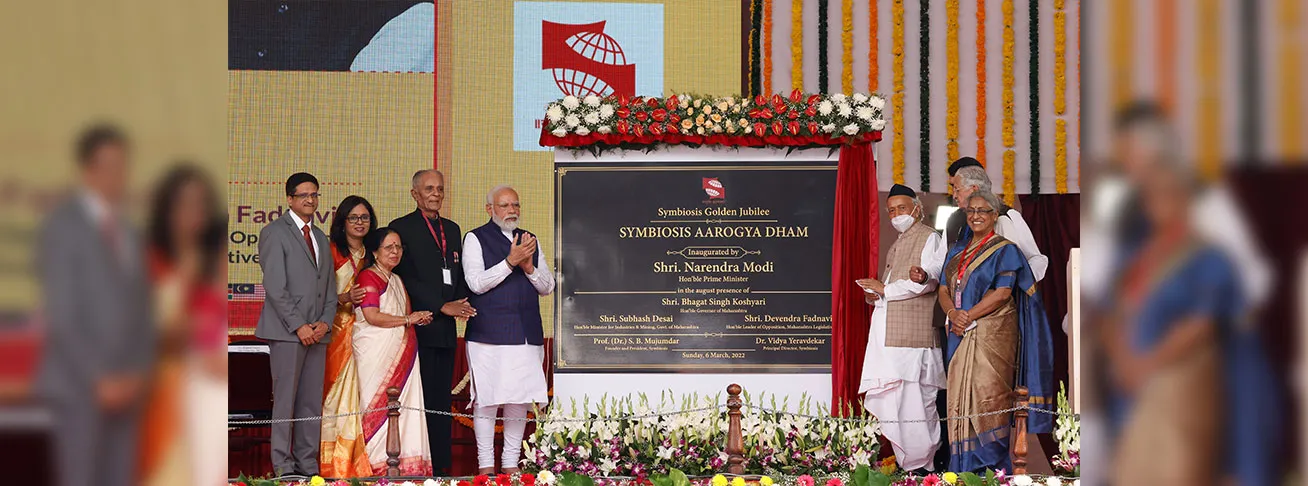 Fadnavi
Op
tive
Symbiosis Golden Jubilee
SYMBIOSIS AAROGYA DHAM
Inaugurated by
Shri. Narendra Modi
Hon'ble Prime Minister
in the august presence of
Shri. Bhagat Singh Koshyari
Hon'ble Governor of Maharashtra
Shri. Subhash Desai
Hon'ble Minister for Industries & Mining, Govt. of Maharashtra
Shri. Devendra Fadnavi
Hon'ble Leader of Opposition, Maharashtra Legislativ
Prof. (Dr.) S. B. Mujumdar
Founder and President, Symbiosis
Dr. Vidya Yeravdekar
Principal Director, Symbiosis
Sunday, 6 March, 2022